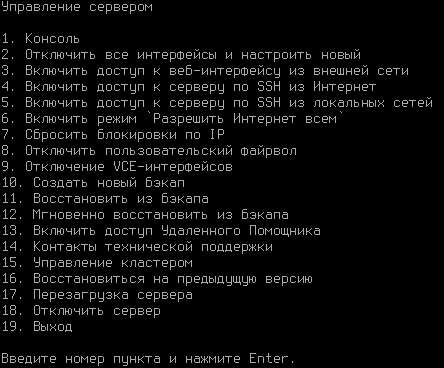 Управление сервером
1. Консоль
2. Отключить все интерфейсы и настроить новый
3. Включить доступ к веб-интерфейсу из внешней сети
4. Включить доступ к серверу по SSH из Интернет
5. Включить доступ к серверу по SSH из локальных сетей
6. Включить режим `Разрешить Интернет всем`
7. Сбросить блокировки по IP
8. Отключить пользовательский файрвол
9. Отключение VCE-интерфейсов
10. Создать новый бэкап
11. Восстановить из бэкапа
12. Мгновенно восстановить из бэкапа
13. Включить доступ Удаленного Помощника
14. Контакты технической поддержки
15. Управление кластером
16. Восстановиться на предыдущую версию
17. Перезагрузка сервера
18. Отключить сервер
19. Выход
Введите номер пункта и нажмите Enter.